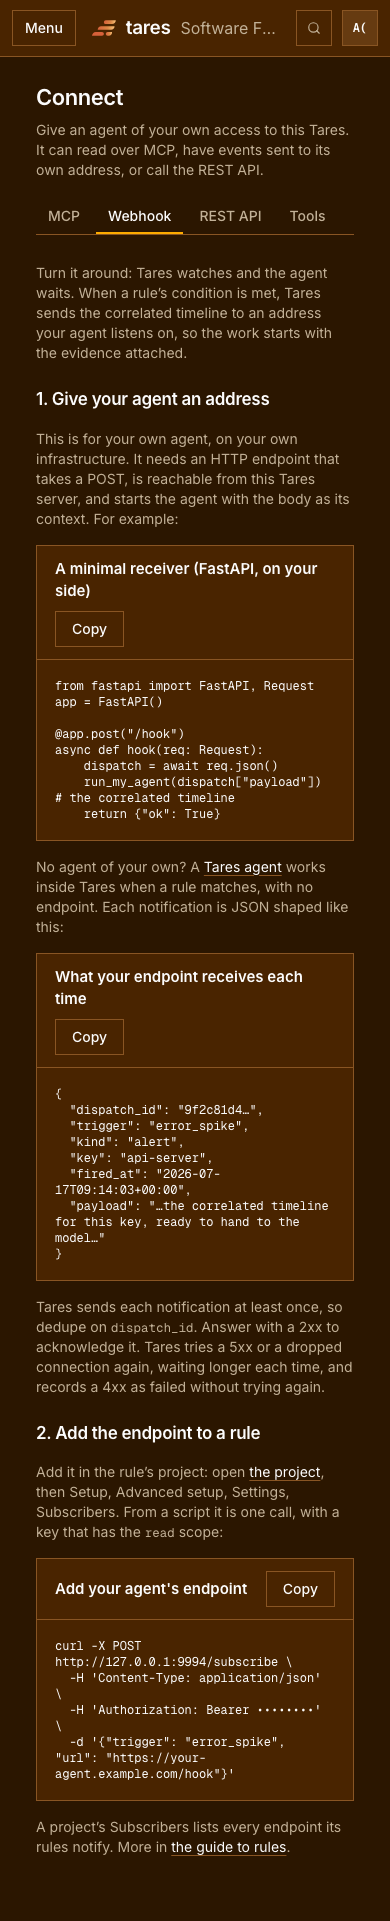 Menu
tares Software F...
A(
Connect
Give an agent of your own access to this Tares.
It can read over MCP, have events sent to its
own address, or call the REST API.
MCP Webhook REST API Tools
Turn it around: Tares watches and the agent
waits. When a rule’s condition is met, Tares
sends the correlated timeline to an address
your agent listens on, so the work starts with
the evidence attached.
1. Give your agent an address
This is for your own agent, on your own
infrastructure. It needs an HTTP endpoint that
takes a POST, is reachable from this Tares
server, and starts the agent with the body as its
context. For example:
A minimal receiver (FastAPI, on your
side)
Copy
from fastapi import FastAPI, Request
app = FastAPI()
@app.post("/hook")
async def hook(req: Request):
    dispatch = await req.json()
    run_my_agent(dispatch["payload"])
# the correlated timeline
    return {"ok": True}
No agent of your own? A Tares agent works
inside Tares when a rule matches, with no
endpoint. Each notification is JSON shaped like
this:
What your endpoint receives each
time
Copy
{
  "dispatch_id": "9f2c81d4…",
  "trigger": "error_spike",
  "kind": "alert",
  "key": "api-server",
  "fired_at": "2026-07-
17T09:14:03+00:00",
  "payload": "…the correlated timeline
for this key, ready to hand to the
model…"
}
Tares sends each notification at least once, so
dedupe on dispatch_id. Answer with a 2xx to
acknowledge it. Tares tries a 5xx or a dropped
connection again, waiting longer each time, and
records a 4xx as failed without trying again.
2. Add the endpoint to a rule
Add it in the rule’s project: open the project,
then Setup, Advanced setup, Settings,
Subscribers. From a script it is one call, with a
key that has the read scope:
Add your agent's endpoint
Copy
curl -X POST
http://127.0.0.1:9994/subscribe \
  -H 'Content-Type: application/json'
\
  -H 'Authorization: Bearer ••••••••'
\
  -d '{"trigger": "error_spike",
"url": "https://your-
agent.example.com/hook"}'
A project’s Subscribers lists every endpoint its
rules notify. More in the guide to rules.